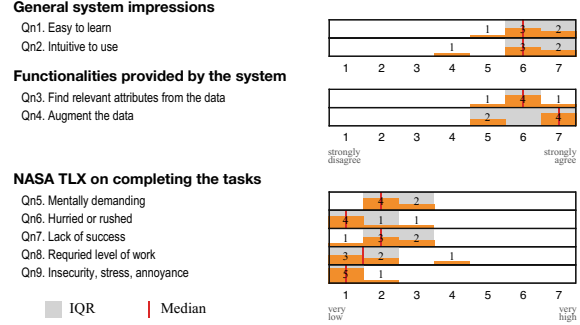 General system impressions
Qn1. Easy to learn 1 3 2
Qn2. Intuitive to use 1 3 2
1 2 3 4 5 6 7
Functionalities provided by the system
Qn3. Find relevant attributes from the data 1 4 1
Qn4. Augment the data 2 4
1 2 3 4 5 6 7
strongly disagree strongly agree
NASA TLX on completing the tasks
Qn5. Mentally demanding 4 2
Qn6. Hurried or rushed 4 1 1
Qn7. Lack of success 1 3 2
Qn8. Requried level of work 3 2 1
Qn9. Insecurity, stress, annoyance 5 1
1 2 3 4 5 6 7
very low very high
IQR Median